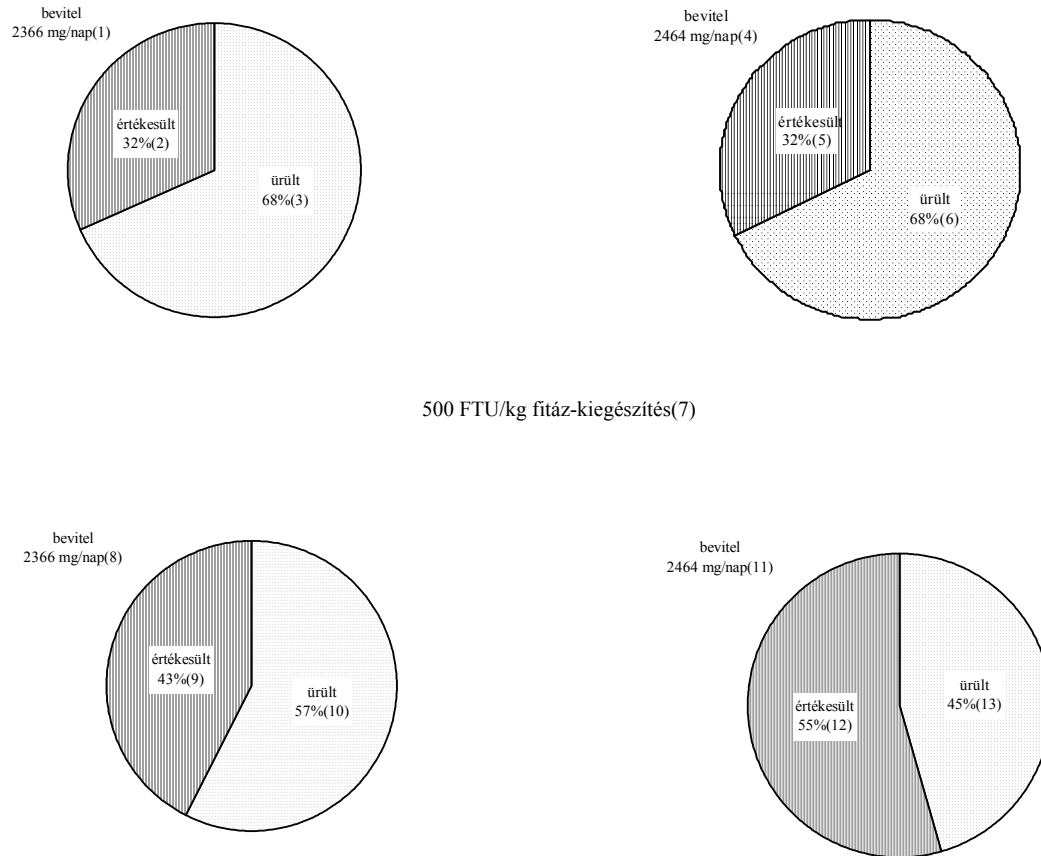 bevitel
2366 mg/nap(1)
értékesült
32%(2)
ürült
68%(3)
bevitel
2464 mg/nap(4)
értékesült
32%(5)
ürült
68%(6)
500 FTU/kg fitáz-kiegészítés(7)
bevitel
2366 mg/nap(8)
értékesült
43%(9)
ürült
57%(10)
bevitel
2464 mg/nap(11)
értékesült
55%(12)
ürült
45%(13)